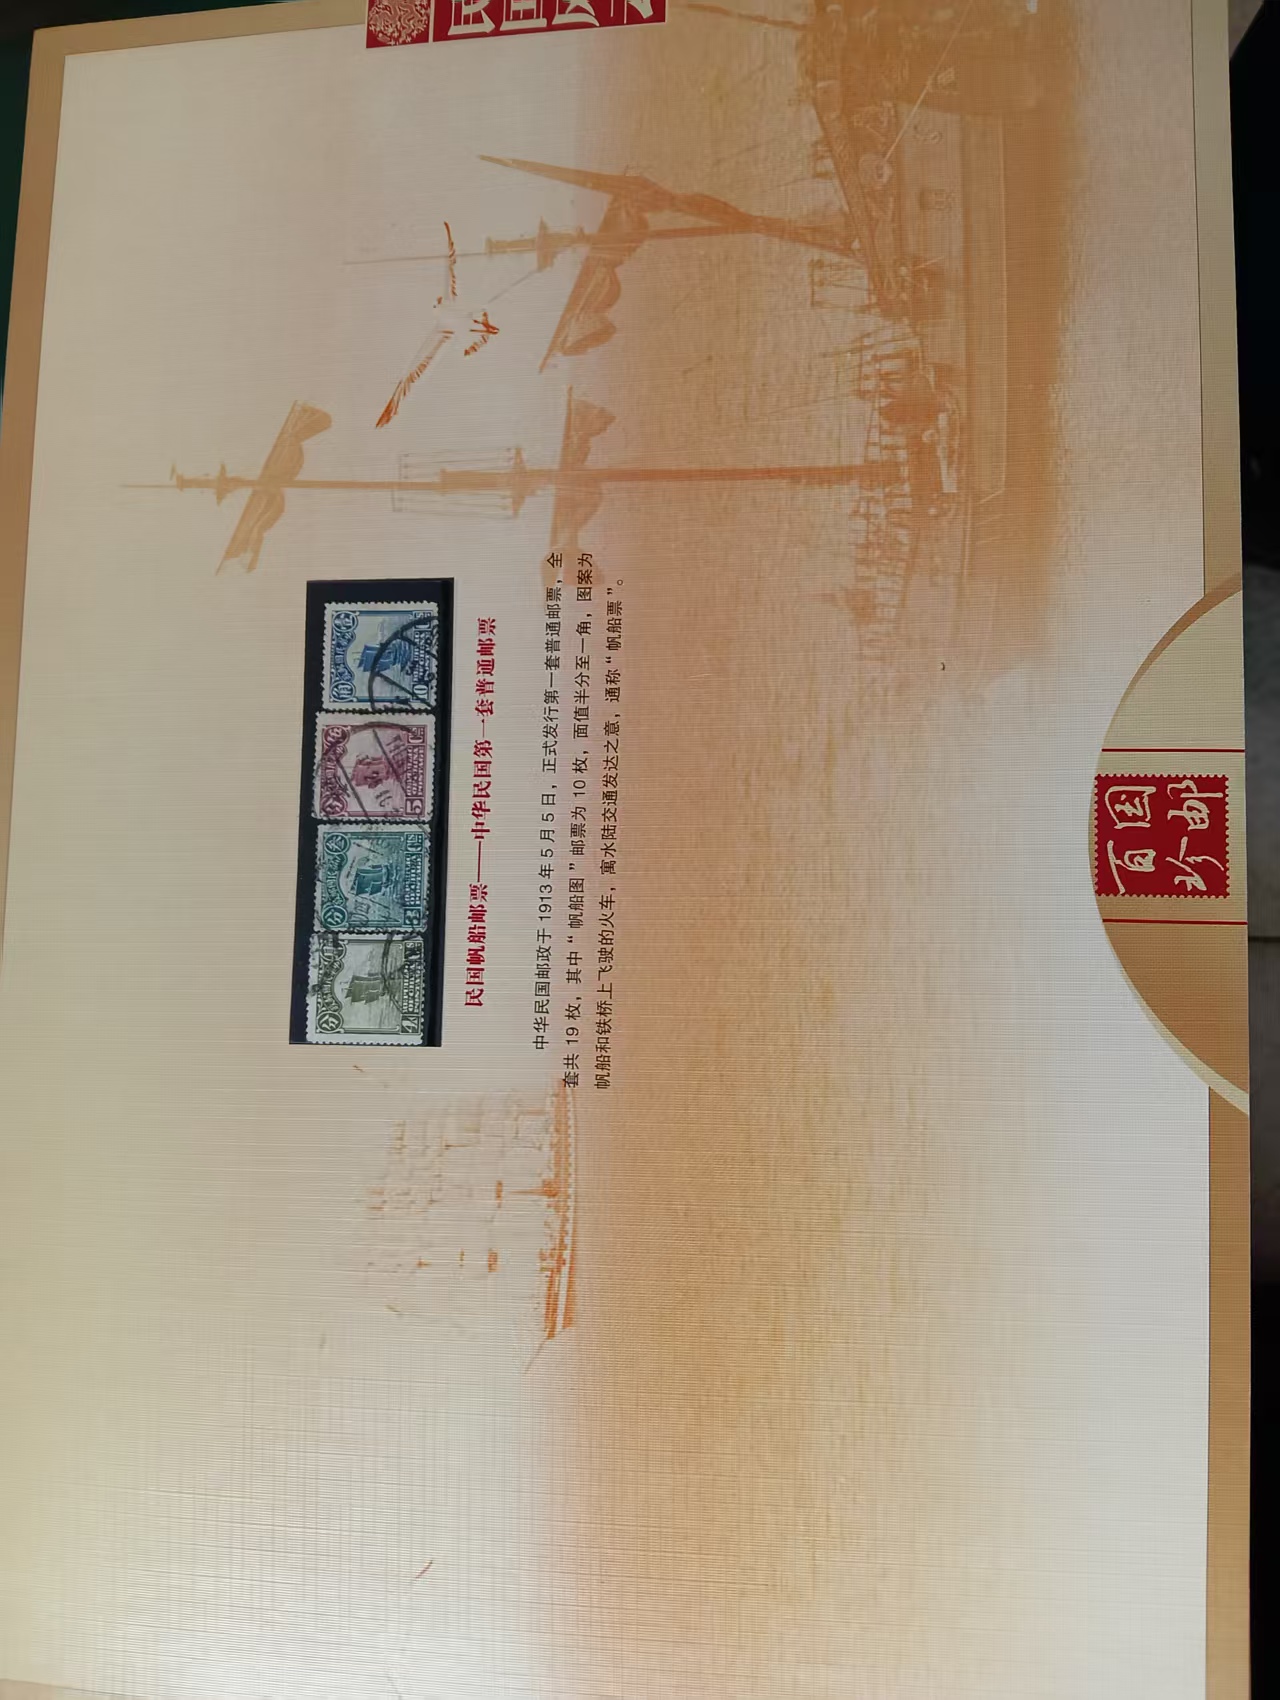 民国帆船邮票——中华民国第一套普通邮票
中华民国邮政于1913年5月5日，正式发行第一套普通邮票，全
套共19枚，其中“帆船图”邮票为10枚，面值半分至一角，图案为
帆船和铁桥上飞驶的火车，寓水陆交通发达之意，通称“帆船票”。
百国
珍邮